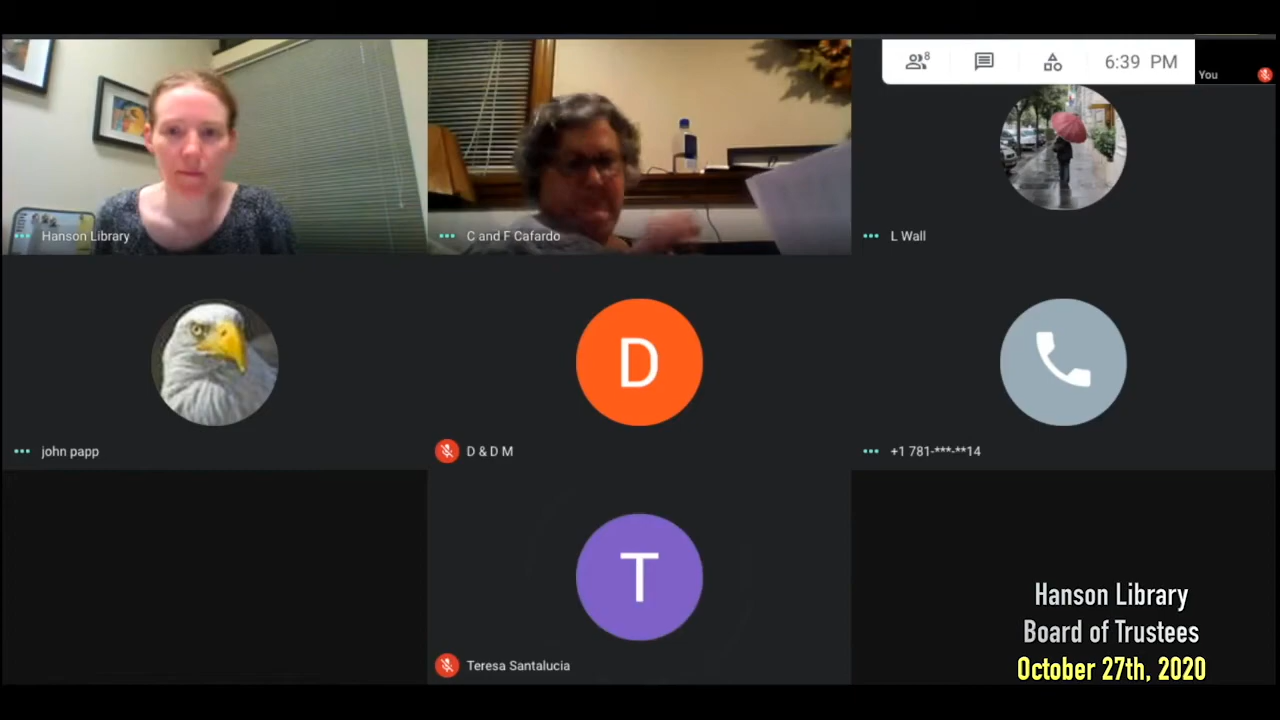 8
6:39 PM
You
Hanson Library
C and F Cafardo
L Wall
john papp
D
D & D M
+1 781-***-**14
T
Teresa Santalucia
Hanson Library
Board of Trustees
October 27th, 2020